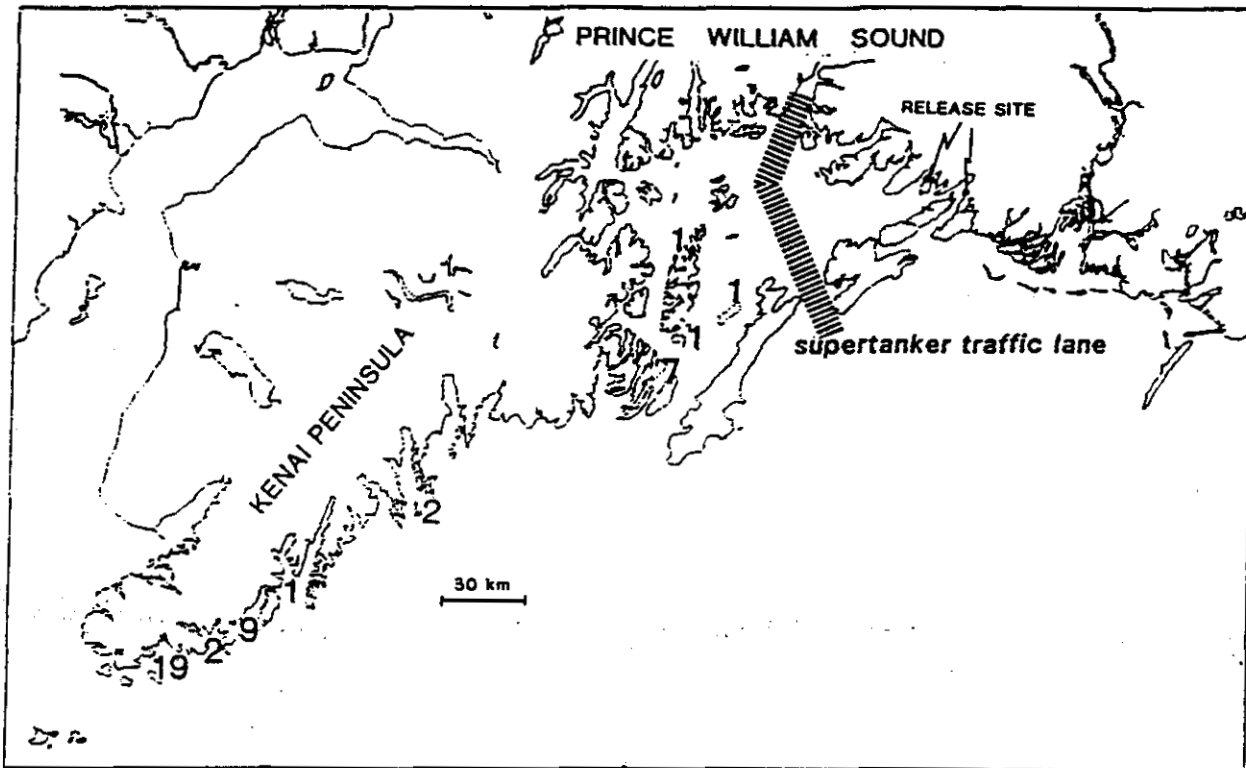 PRINCE WILLIAM SOUND
RELEASE SITE
1
1
1
supertanker traffic lane
KENAI PENINSULA
2
30 km
1
9
2
19